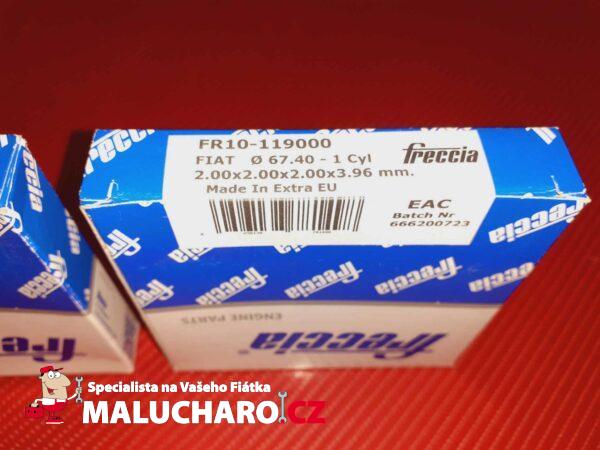 FR10-119000
FIAT Ø 67.40 - 1 Cyl
freccia
2.00x2.00x2.00x3.96 mm.
Made In Extra EU
EAC
Batch Nr
666200723
freccia
ENGINE PARTS
freccia
Specialista na Vašeho Fiátka
MALUCHARO.CZ